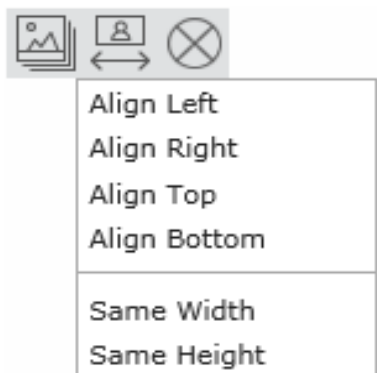 Align Left
Align Right
Align Top
Align Bottom
Same Width
Same Height